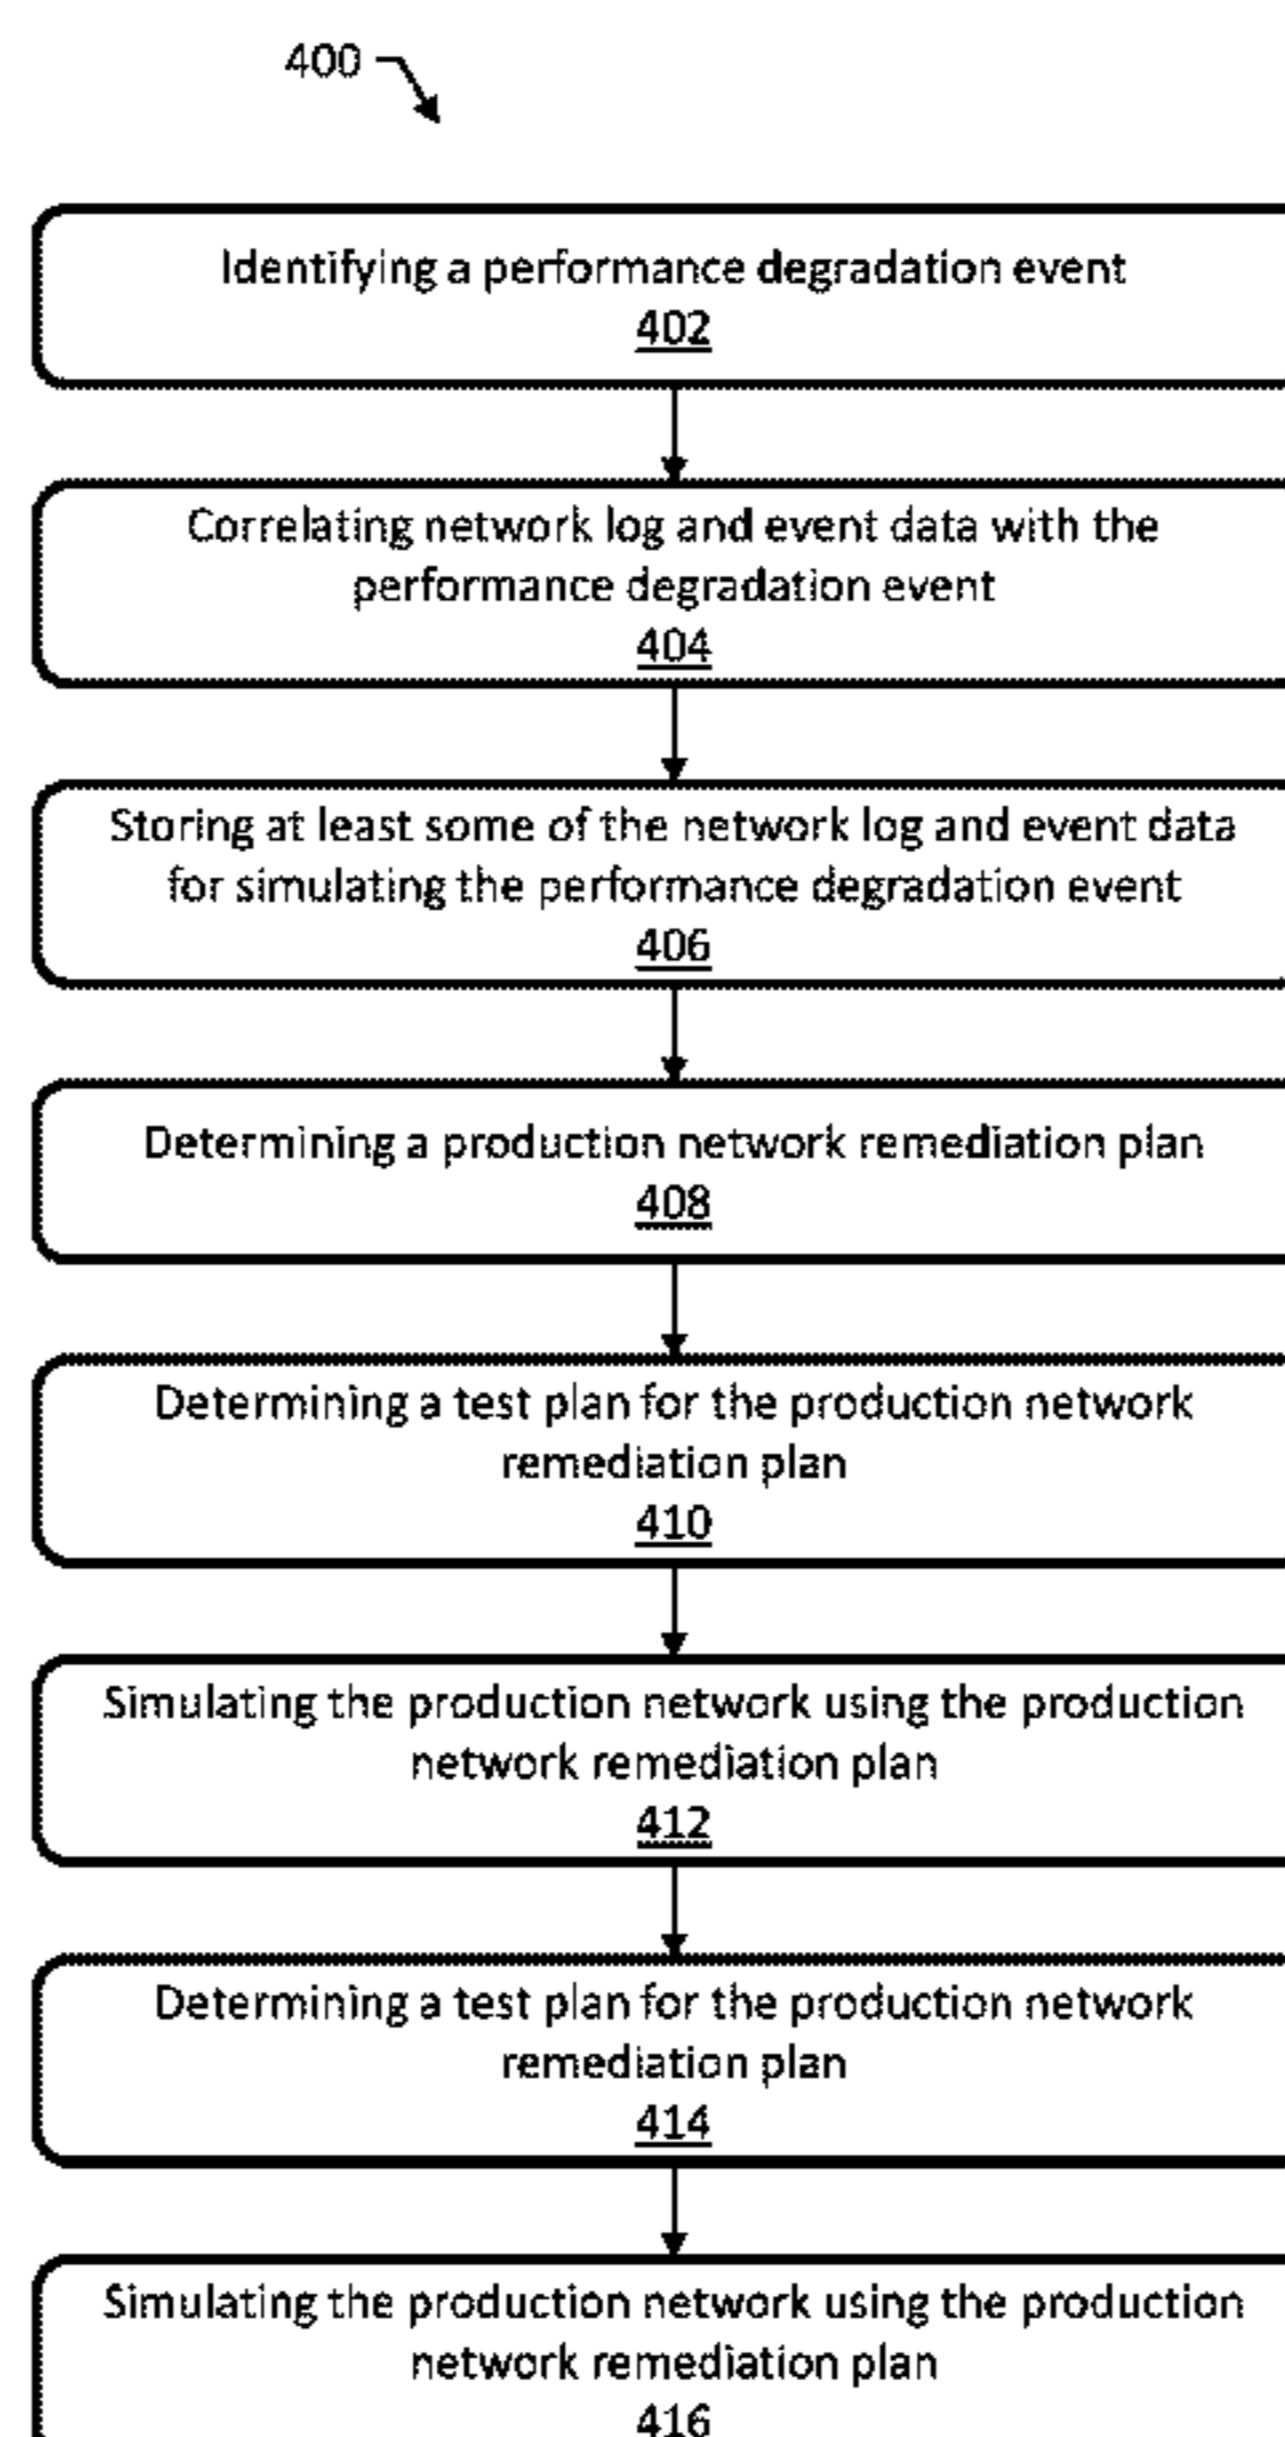 400
Identifying a performance degradation event
402
Correlating network log and event data with the
performance degradation event
404
Storing at least some of the network log and event data
for simulating the performance degradation event
406
Determining a production network remediation plan
408
Determining a test plan for the production network
remediation plan
410
Simulating the production network using the production
network remediation plan
412
Determining a test plan for the production network
remediation plan
414
Simulating the production network using the production
network remediation plan
416